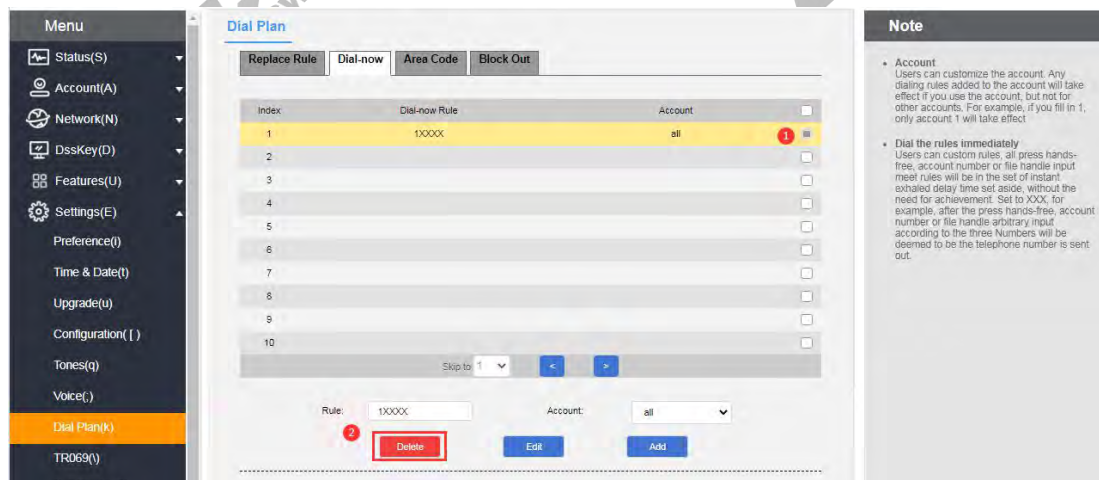 Menu
Status(S)
Account(A)
Network(N)
DssKey(D)
Features(U)
Settings(E)
Preference(i)
Time & Date(t)
Upgrade(u)
Configuration( [ )
Tones(q)
Voice(;)
Dial Plan(k)
TR069(\)
Dial Plan
Replace Rule Dial-now Area Code Block Out
Index Dial-now Rule Account
1 1XXXX all 1
2
3
4
5
6
7
8
9
10
Skip to 1 < >
Rule: 1XXXX Account: all
2 Delete Edit Add
Note
Account
Users can customize the account. Any
dialing rules added to the account will take
effect if you use the account, but not for
other accounts. For example, if you fill in 1,
only account 1 will take effect
Dial the rules immediately
Users can custom rules, all press hands-
free, account number or file handle input
meet rules will be in the set of instant
exhaled delay time set aside, without the
need for achievement. Set to XXX, for
example, after the press hands-free, account
number or file handle arbitrary input
according to the three Numbers will be
deemed to be the telephone number is sent
out.